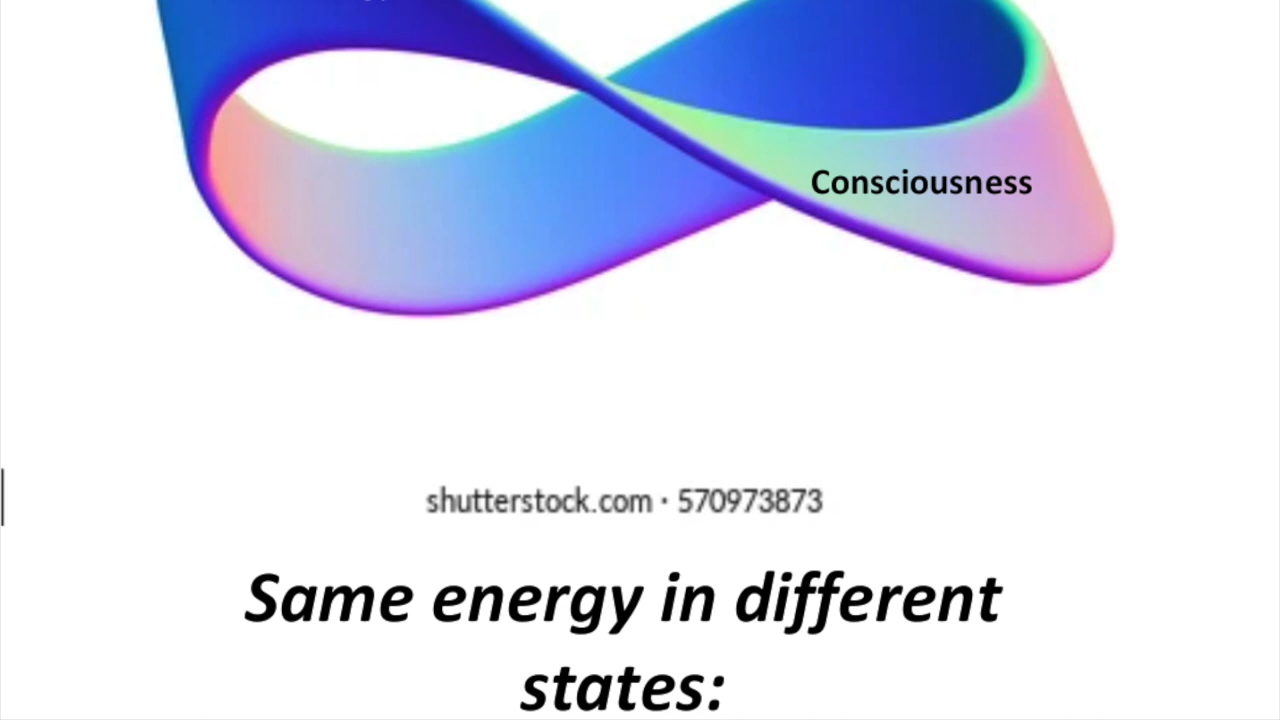 Consciousness
shutterstock.com · 570973873
Same energy in different
states: